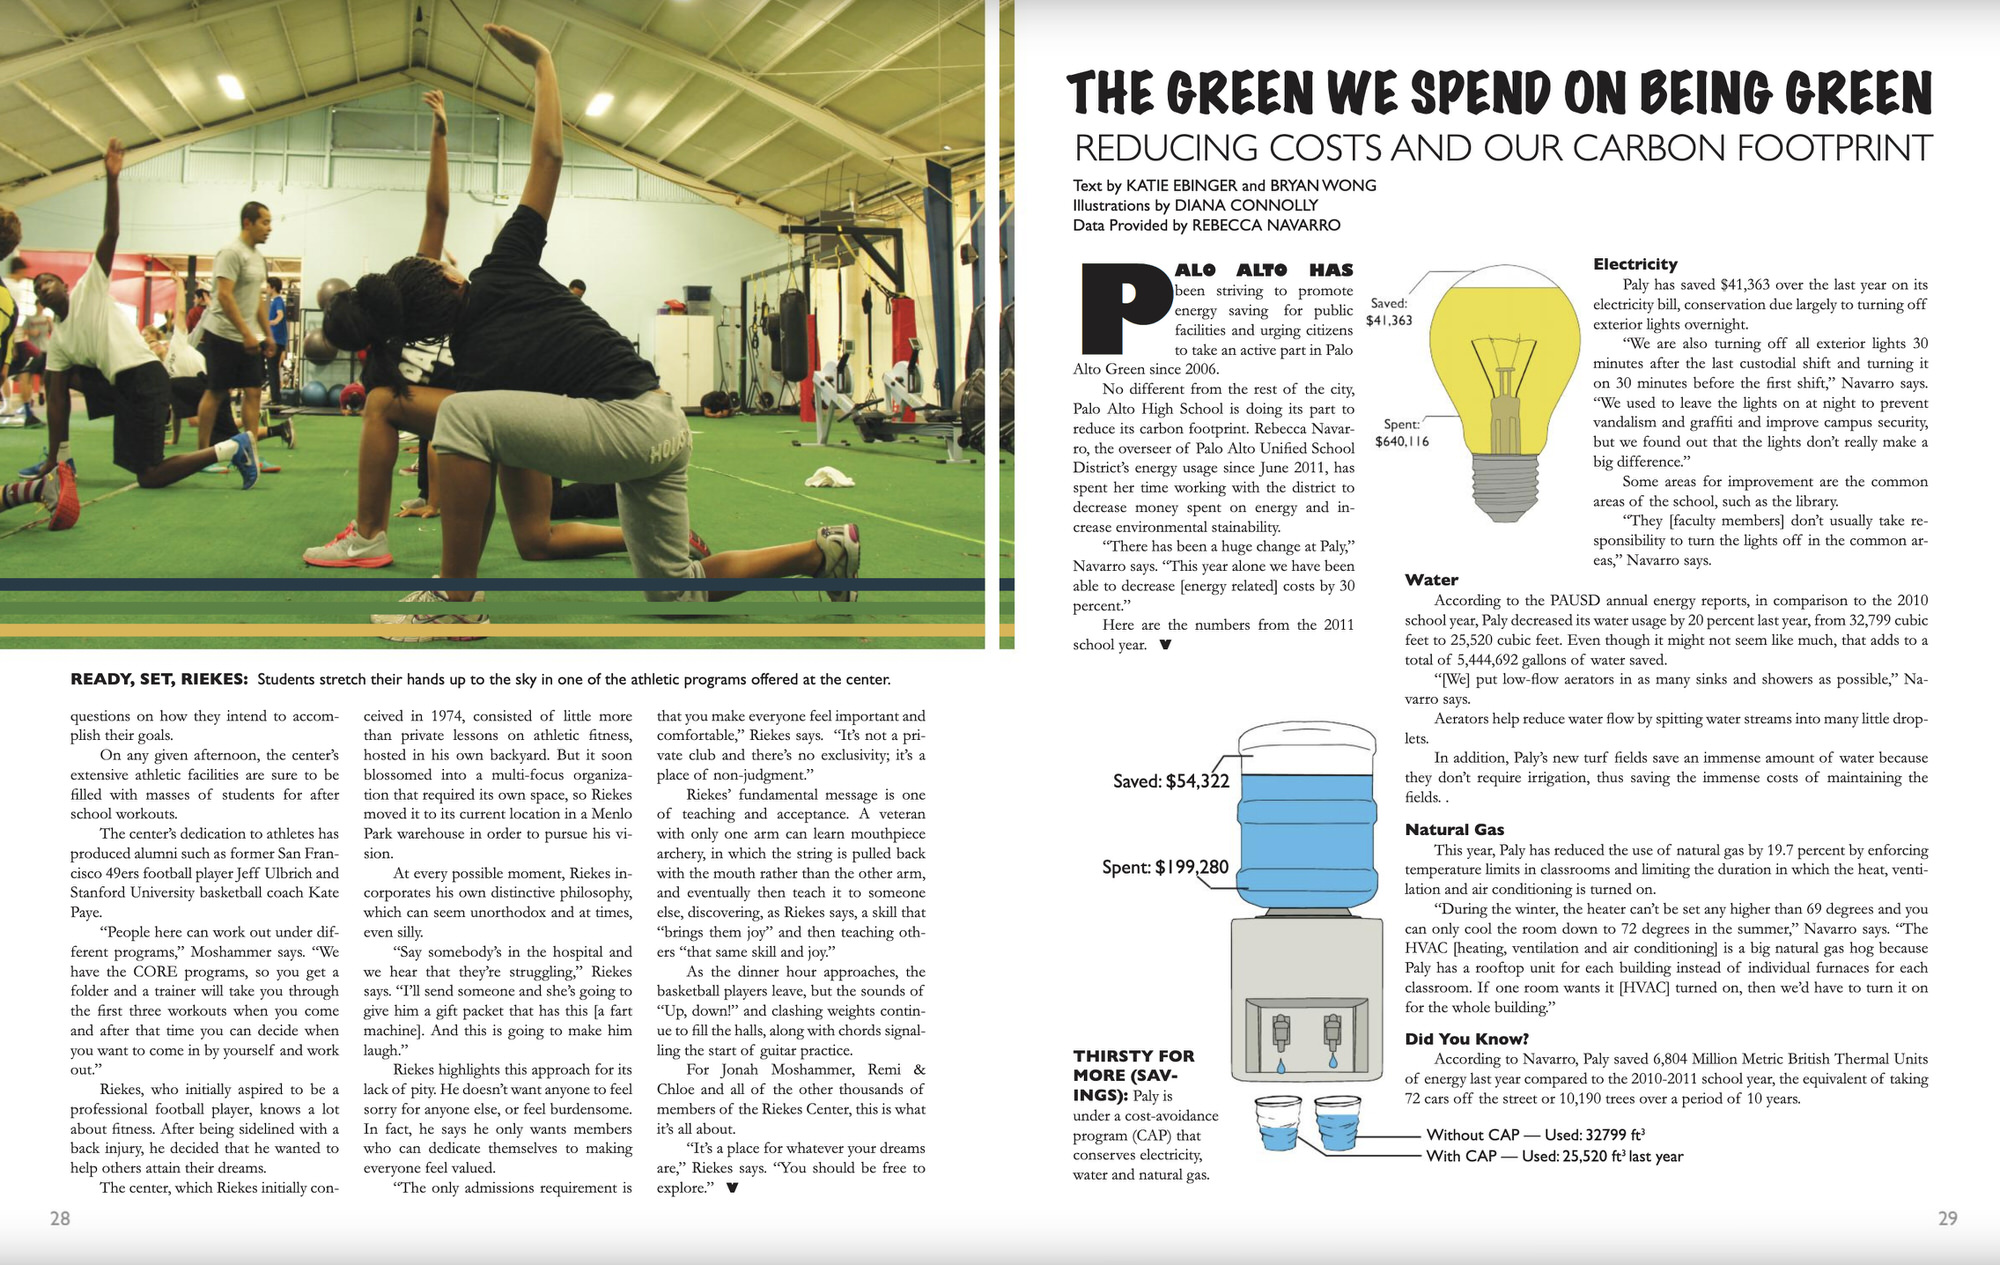 READY, SET, RIEKES: Students stretch their hands up to the sky in one of the athletic programs offered at the center.
questions on how they intend to accom-
plish their goals.
On any given afternoon, the center's
extensive athletic facilities are sure to be
filled with masses of students for after
school workouts.
The center's dedication to athletes has
produced alumni such as former San Fran-
cisco 49ers football player Jeff Ulbrich and
Stanford University basketball coach Kate
Paye.
“People here can work out under dif-
ferent programs,” Moshammer says. “We
have the CORE programs, so you get a
folder and a trainer will take you through
the first three workouts when you come
and after that time you can decide when
you want to come in by yourself and work
out.”
Riekes, who initially aspired to be a
professional football player, knows a lot
about fitness. After being sidelined with a
back injury, he decided that he wanted to
help others attain their dreams.
The center, which Riekes initially con-
ceived in 1974, consisted of little more
than private lessons on athletic fitness,
hosted in his own backyard. But it soon
blossomed into a multi-focus organiza-
tion that required its own space, so Riekes
moved it to its current location in a Menlo
Park warehouse in order to pursue his vi-
sion.
At every possible moment, Riekes in-
corporates his own distinctive philosophy,
which can seem unorthodox and at times,
even silly.
“Say somebody's in the hospital and
we hear that they're struggling,” Riekes
says. “I'll send someone and she's going to
give him a gift packet that has this [a fart
machine]. And this is going to make him
laugh.”
Riekes highlights this approach for its
lack of pity. He doesn't want anyone to feel
sorry for anyone else, or feel burdensome.
In fact, he says he only wants members
who can dedicate themselves to making
everyone feel valued.
“The only admissions requirement is
that you make everyone feel important and
comfortable,” Riekes says. “It's not a pri-
vate club and there's no exclusivity; it's a
place of non-judgment.”
Riekes' fundamental message is one
of teaching and acceptance. A veteran
with only one arm can learn mouthpiece
archery, in which the string is pulled back
with the mouth rather than the other arm,
and eventually then teach it to someone
else, discovering, as Riekes says, a skill that
“brings them joy” and then teaching oth-
ers “that same skill and joy.”
As the dinner hour approaches, the
basketball players leave, but the sounds of
“Up, down!” and clashing weights contin-
ue to fill the halls, along with chords signal-
ling the start of guitar practice.
For Jonah Moshammer, Remi &
Chloe and all of the other thousands of
members of the Riekes Center, this is what
it's all about.
“It's a place for whatever your dreams
are,” Riekes says. “You should be free to
explore.” V
28
THE GREEN WE SPEND ON BEING GREEN
REDUCING COSTS AND OUR CARBON FOOTPRINT
Text by KATIE EBINGER and BRYAN WONG
Illustrations by DIANA CONNOLLY
Data Provided by REBECCA NAVARRO
PALO ALTO HAS
been striving to promote
energy saving for public
facilities and urging citizens
to take an active part in Palo
Alto Green since 2006.
No different from the rest of the city,
Palo Alto High School is doing its part to
reduce its carbon footprint. Rebecca Navar-
ro, the overseer of Palo Alto Unified School
District's energy usage since June 2011, has
spent her time working with the district to
decrease money spent on energy and in-
crease environmental stainability.
“There has been a huge change at Paly,”
Navarro says. “This year alone we have been
able to decrease [energy related] costs by 30
percent.”
Here are the numbers from the 2011
school year. V
Saved:
$41,363
Spent:
$640,116
Electricity
Paly has saved $41,363 over the last year on its
electricity bill, conservation due largely to turning off
exterior lights overnight.
“We are also turning off all exterior lights 30
minutes after the last custodial shift and turning it
on 30 minutes before the first shift,” Navarro says.
“We used to leave the lights on at night to prevent
vandalism and graffiti and improve campus security,
but we found out that the lights don't really make a
big difference.”
Some areas for improvement are the common
areas of the school, such as the library.
“They [faculty members] don't usually take re-
sponsibility to turn the lights off in the common ar-
eas,” Navarro says.
Water
According to the PAUSD annual energy reports, in comparison to the 2010
school year, Paly decreased its water usage by 20 percent last year, from 32,799 cubic
feet to 25,520 cubic feet. Even though it might not seem like much, that adds to a
total of 5,444,692 gallons of water saved.
“[We] put low-flow aerators in as many sinks and showers as possible,” Na-
varro says.
Aerators help reduce water flow by spitting water streams into many little drop-
lets.
In addition, Paly's new turf fields save an immense amount of water because
they don't require irrigation, thus saving the immense costs of maintaining the
fields. .
Natural Gas
This year, Paly has reduced the use of natural gas by 19.7 percent by enforcing
temperature limits in classrooms and limiting the duration in which the heat, venti-
lation and air conditioning is turned on.
“During the winter, the heater can't be set any higher than 69 degrees and you
can only cool the room down to 72 degrees in the summer,” Navarro says. “The
HVAC [heating, ventilation and air conditioning] is a big natural gas hog because
Paly has a rooftop unit for each building instead of individual furnaces for each
classroom. If one room wants it [HVAC] turned on, then we'd have to turn it on
for the whole building.”
Did You Know?
According to Navarro, Paly saved 6,804 Million Metric British Thermal Units
of energy last year compared to the 2010-2011 school year, the equivalent of taking
72 cars off the street or 10,190 trees over a period of 10 years.
Saved: $54,322
Spent: $199,280
THIRSTY FOR
MORE (SAV-
INGS): Paly is
under a cost-avoidance
program (CAP) that
conserves electricity,
water and natural gas.
Without CAP — Used: 32799 ft³
With CAP — Used: 25,520 ft³ last year
29